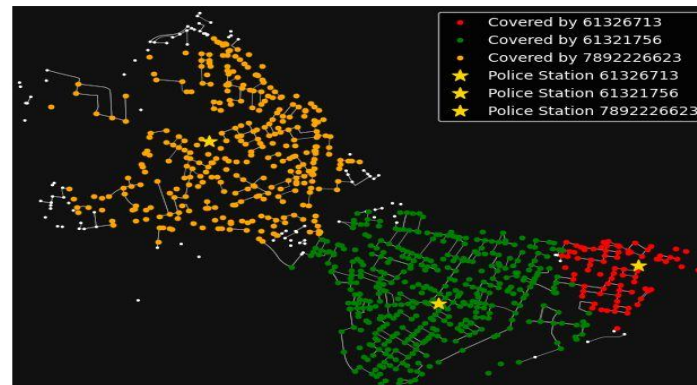 Covered by 61326713
Covered by 61321756
Covered by 7892226623
Police Station 61326713
Police Station 61321756
Police Station 7892226623